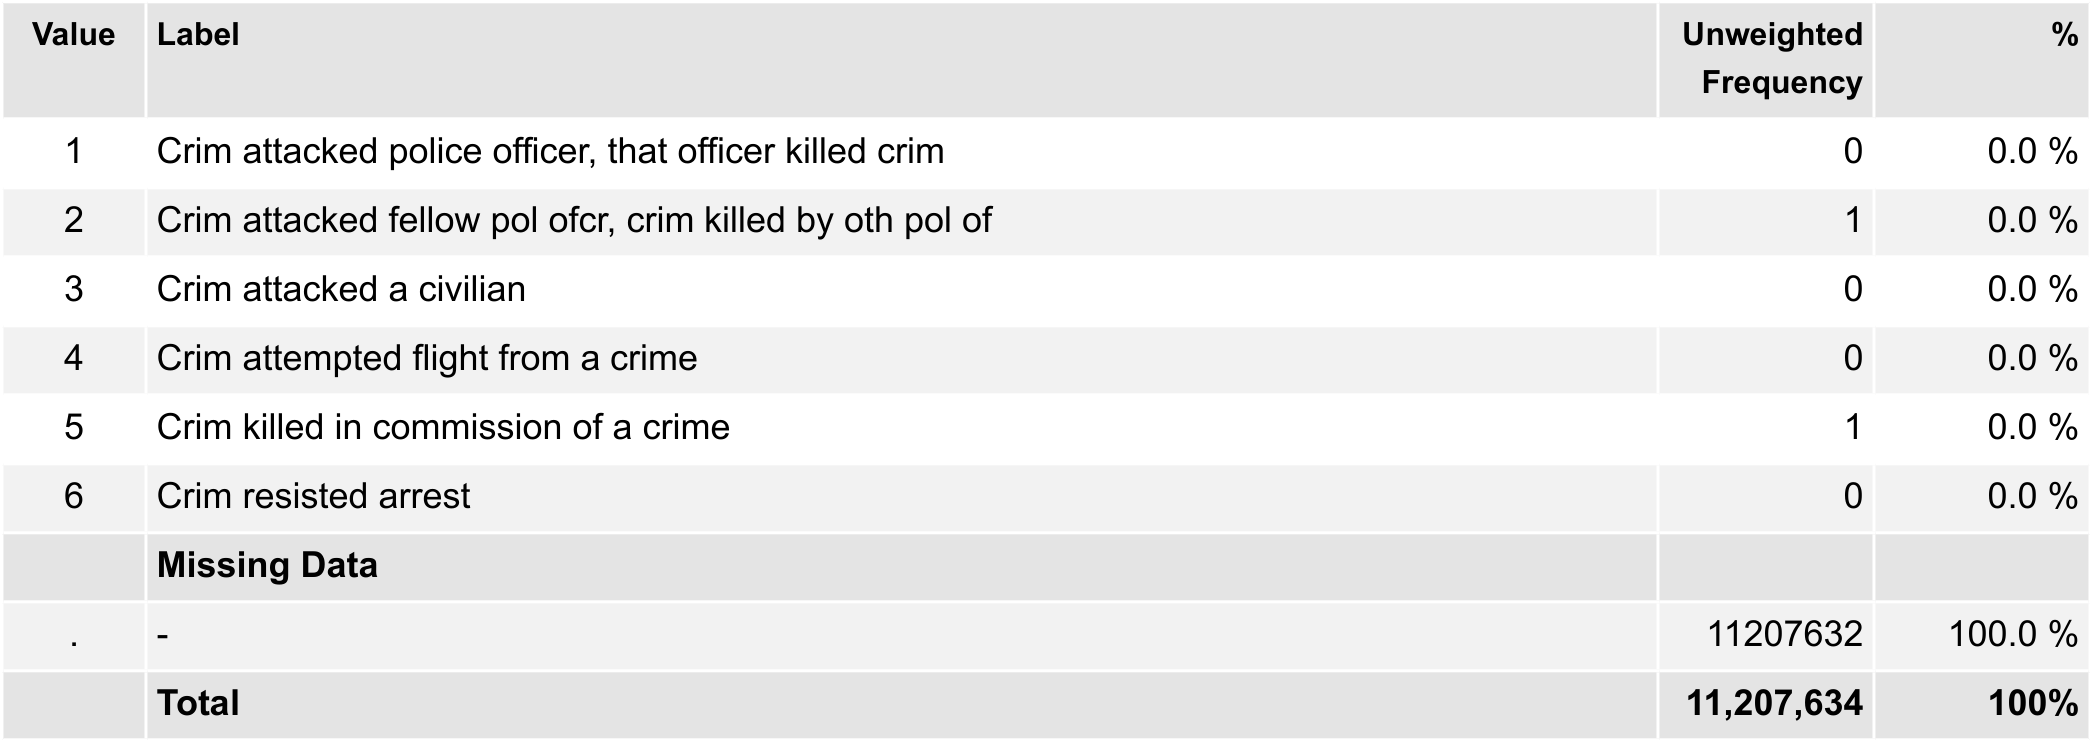 Value Label Unweighted Frequency %
1 Crim attacked police officer, that officer killed crim 0 0.0 %
2 Crim attacked fellow pol ofcr, crim killed by oth pol of 1 0.0 %
3 Crim attacked a civilian 0 0.0 %
4 Crim attempted flight from a crime 0 0.0 %
5 Crim killed in commission of a crime 1 0.0 %
6 Crim resisted arrest 0 0.0 %
Missing Data
. - 11207632 100.0 %
Total 11,207,634 100%